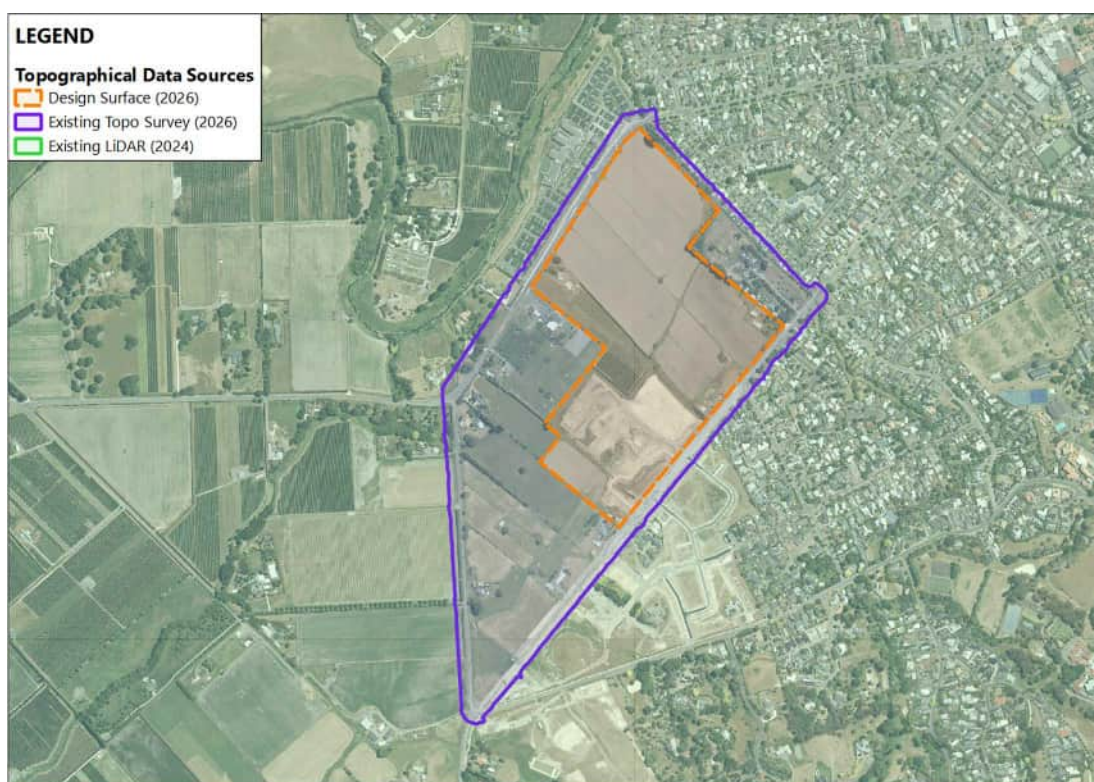 LEGEND
Topographical Data Sources
Design Surface (2026)
Existing Topo Survey (2026)
Existing LiDAR (2024)